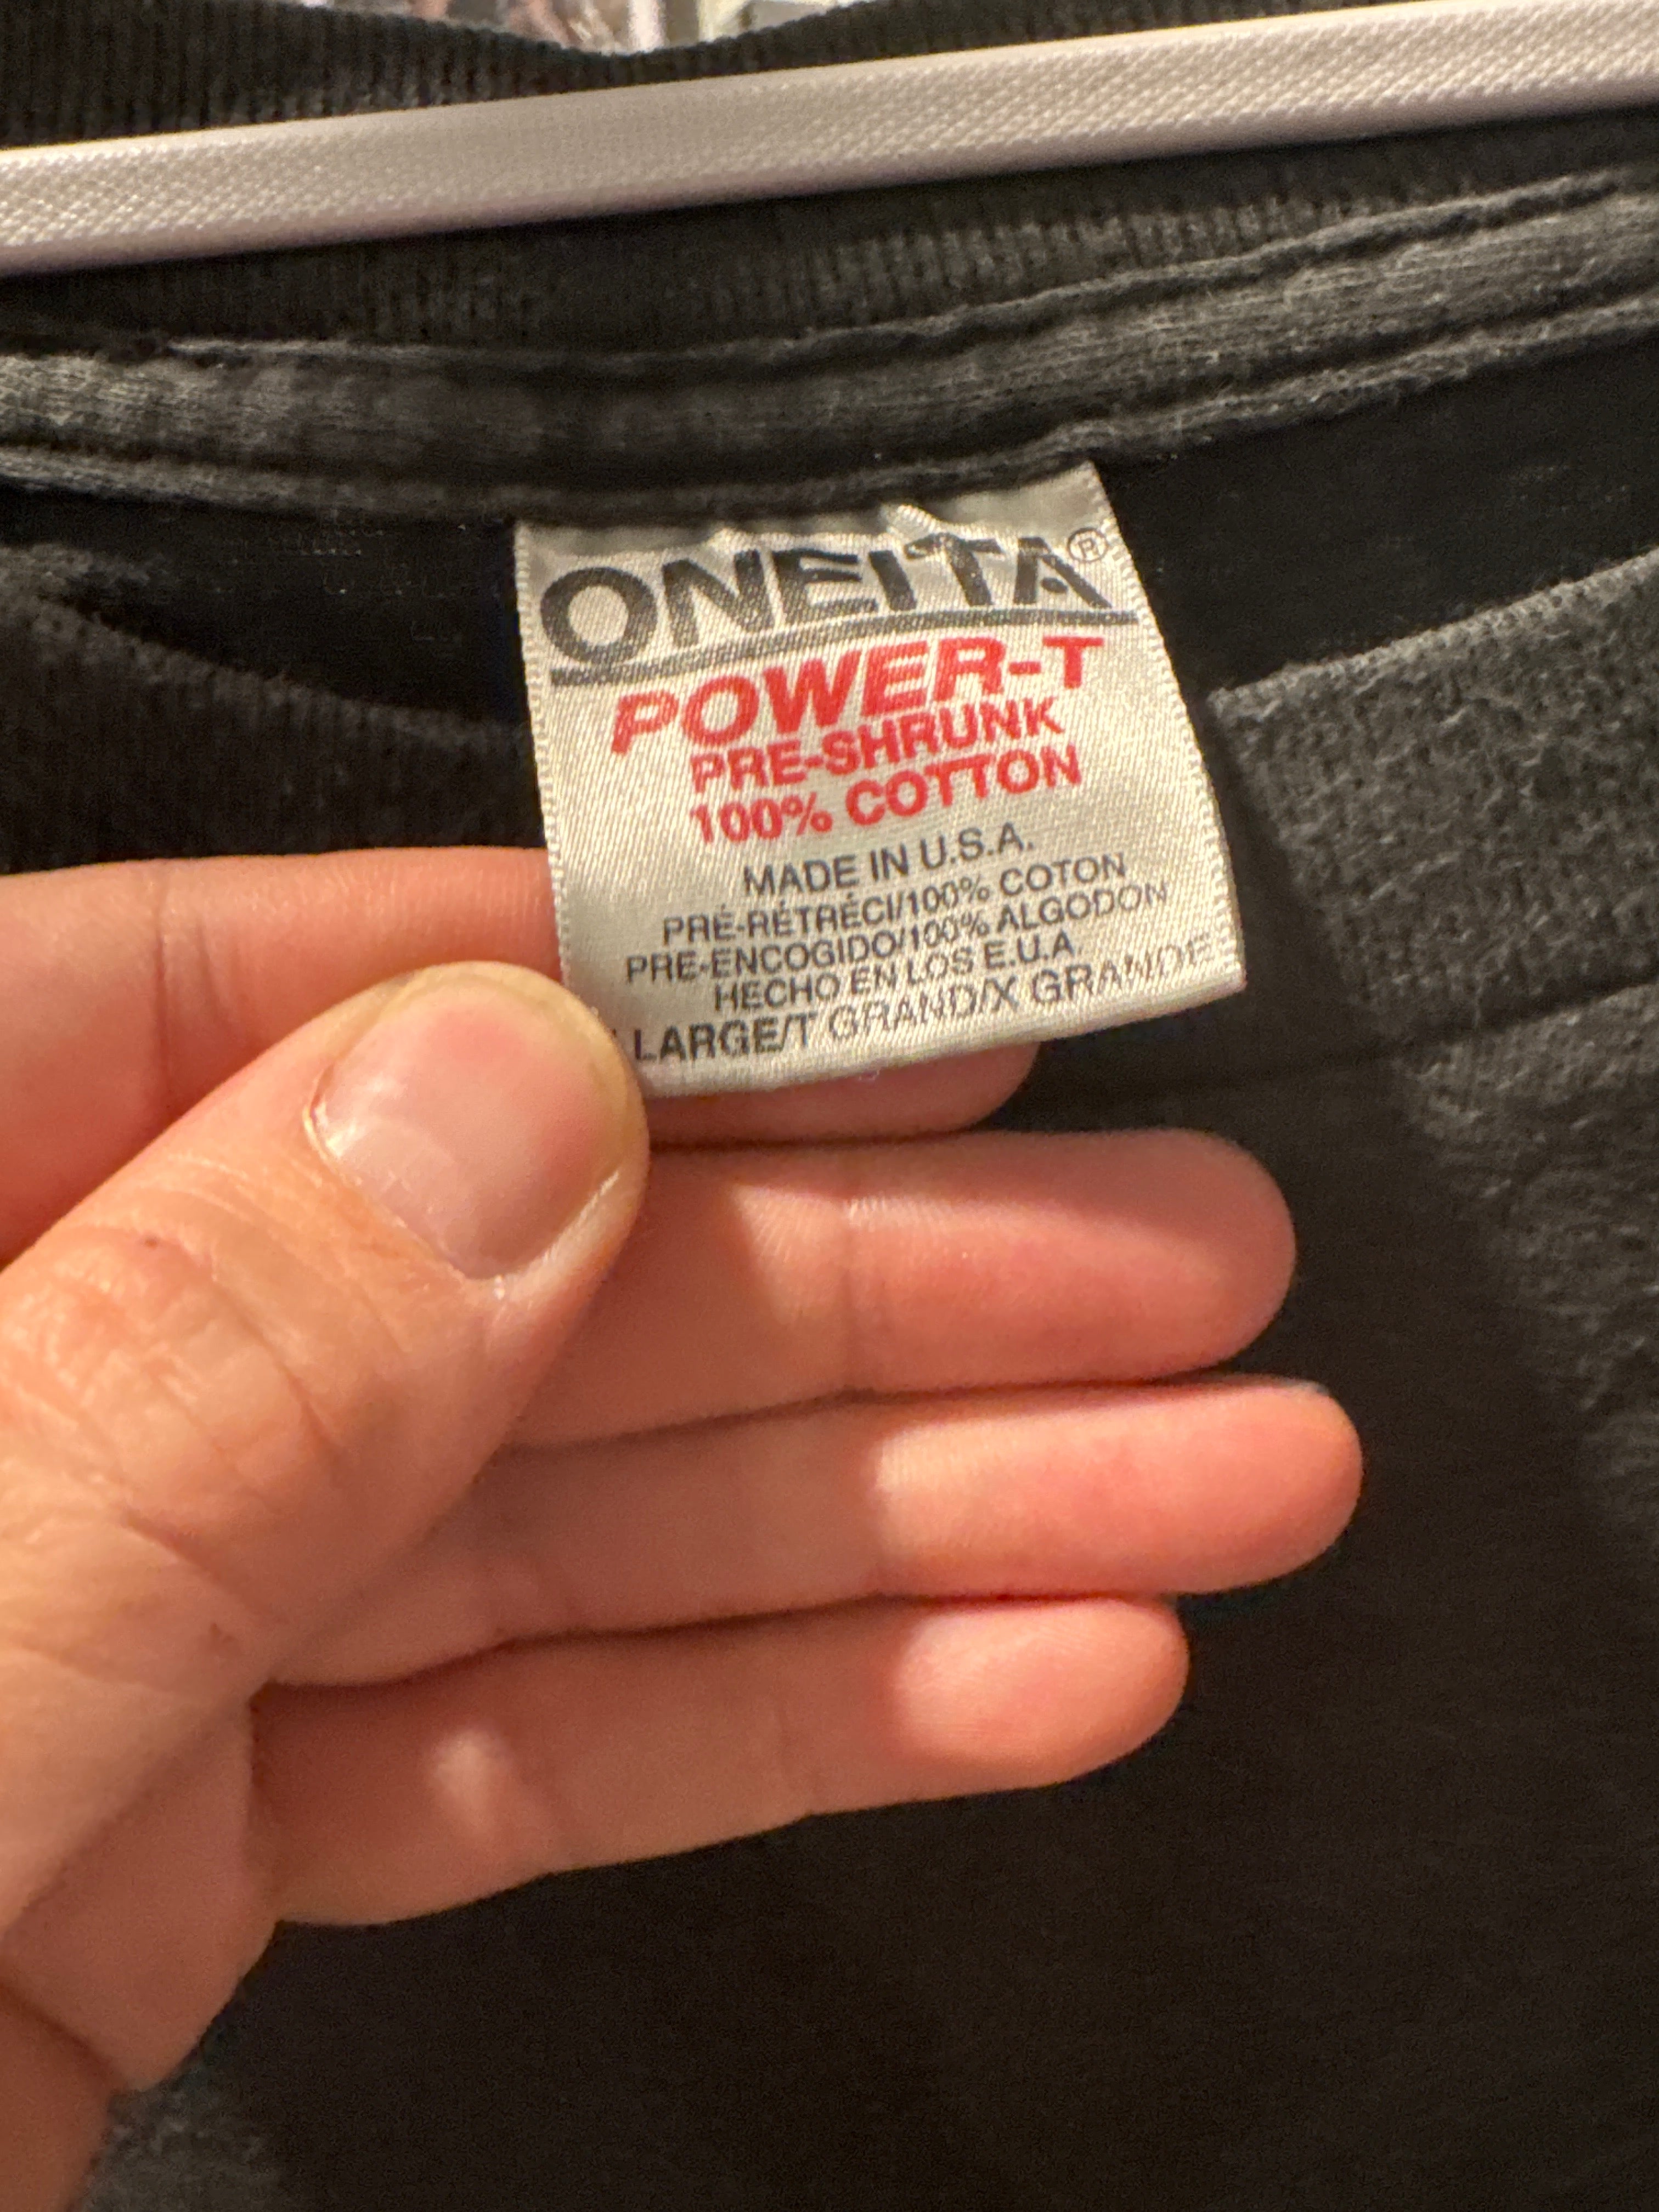 ONEITA®
POWER-T
PRE-SHRUNK
100% COTTON
MADE IN U.S.A.
PRÉ-RÉTRÉCI/100% COTON
PRE-ENCOGIDO/100% ALGODON
HECHO EN LOS E.U.A.
LARGE/T GRAND/X GRANDE